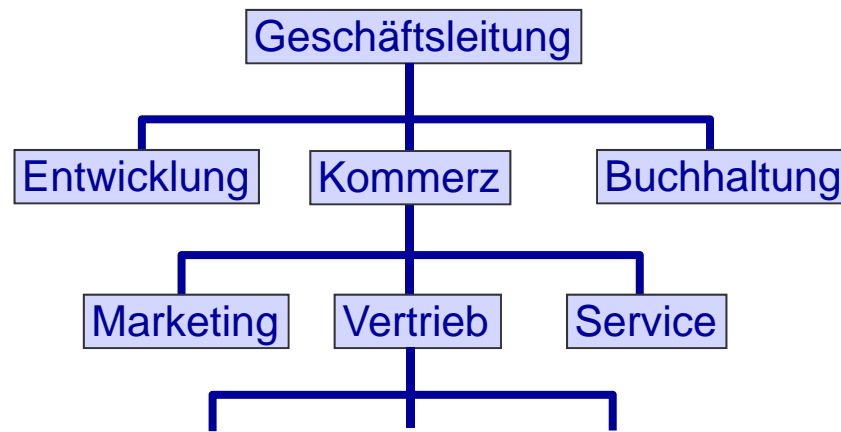 Geschäftsleitung
Entwicklung Kommerz Buchhaltung
Marketing Vertrieb Service